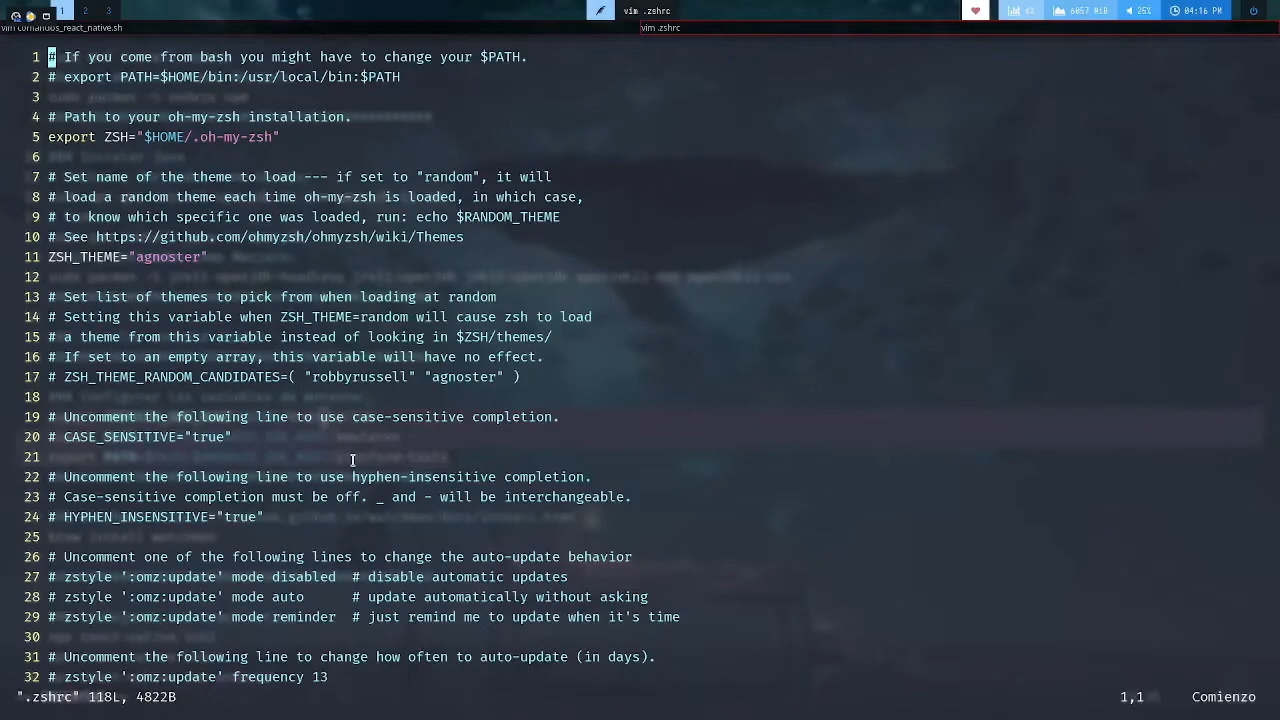 1 2 3 vim .zshrc 6% 6057 MiB 25% 04:16 PM
vim comandos_react_native.sh vim .zshrc
1 # If you come from bash you might have to change your $PATH.
2 # export PATH=$HOME/bin:/usr/local/bin:$PATH
3
4 # Path to your oh-my-zsh installation.
5 export ZSH="$HOME/.oh-my-zsh"
6
7 # Set name of the theme to load --- if set to "random", it will
8 # load a random theme each time oh-my-zsh is loaded, in which case,
9 # to know which specific one was loaded, run: echo $RANDOM_THEME
10 # See https://github.com/ohmyzsh/ohmyzsh/wiki/Themes
11 ZSH_THEME="agnoster"
12
13 # Set list of themes to pick from when loading at random
14 # Setting this variable when ZSH_THEME=random will cause zsh to load
15 # a theme from this variable instead of looking in $ZSH/themes/
16 # If set to an empty array, this variable will have no effect.
17 # ZSH_THEME_RANDOM_CANDIDATES=( "robbyrussell" "agnoster" )
18
19 # Uncomment the following line to use case-sensitive completion.
20 # CASE_SENSITIVE="true"
21
22 # Uncomment the following line to use hyphen-insensitive completion.
23 # Case-sensitive completion must be off. _ and - will be interchangeable.
24 # HYPHEN_INSENSITIVE="true"
25
26 # Uncomment one of the following lines to change the auto-update behavior
27 # zstyle ':omz:update' mode disabled  # disable automatic updates
28 # zstyle ':omz:update' mode auto      # update automatically without asking
29 # zstyle ':omz:update' mode reminder  # just remind me to update when it's time
30
31 # Uncomment the following line to change how often to auto-update (in days).
32 # zstyle ':omz:update' frequency 13
".zshrc" 118L, 4822B 1,1 Comienzo